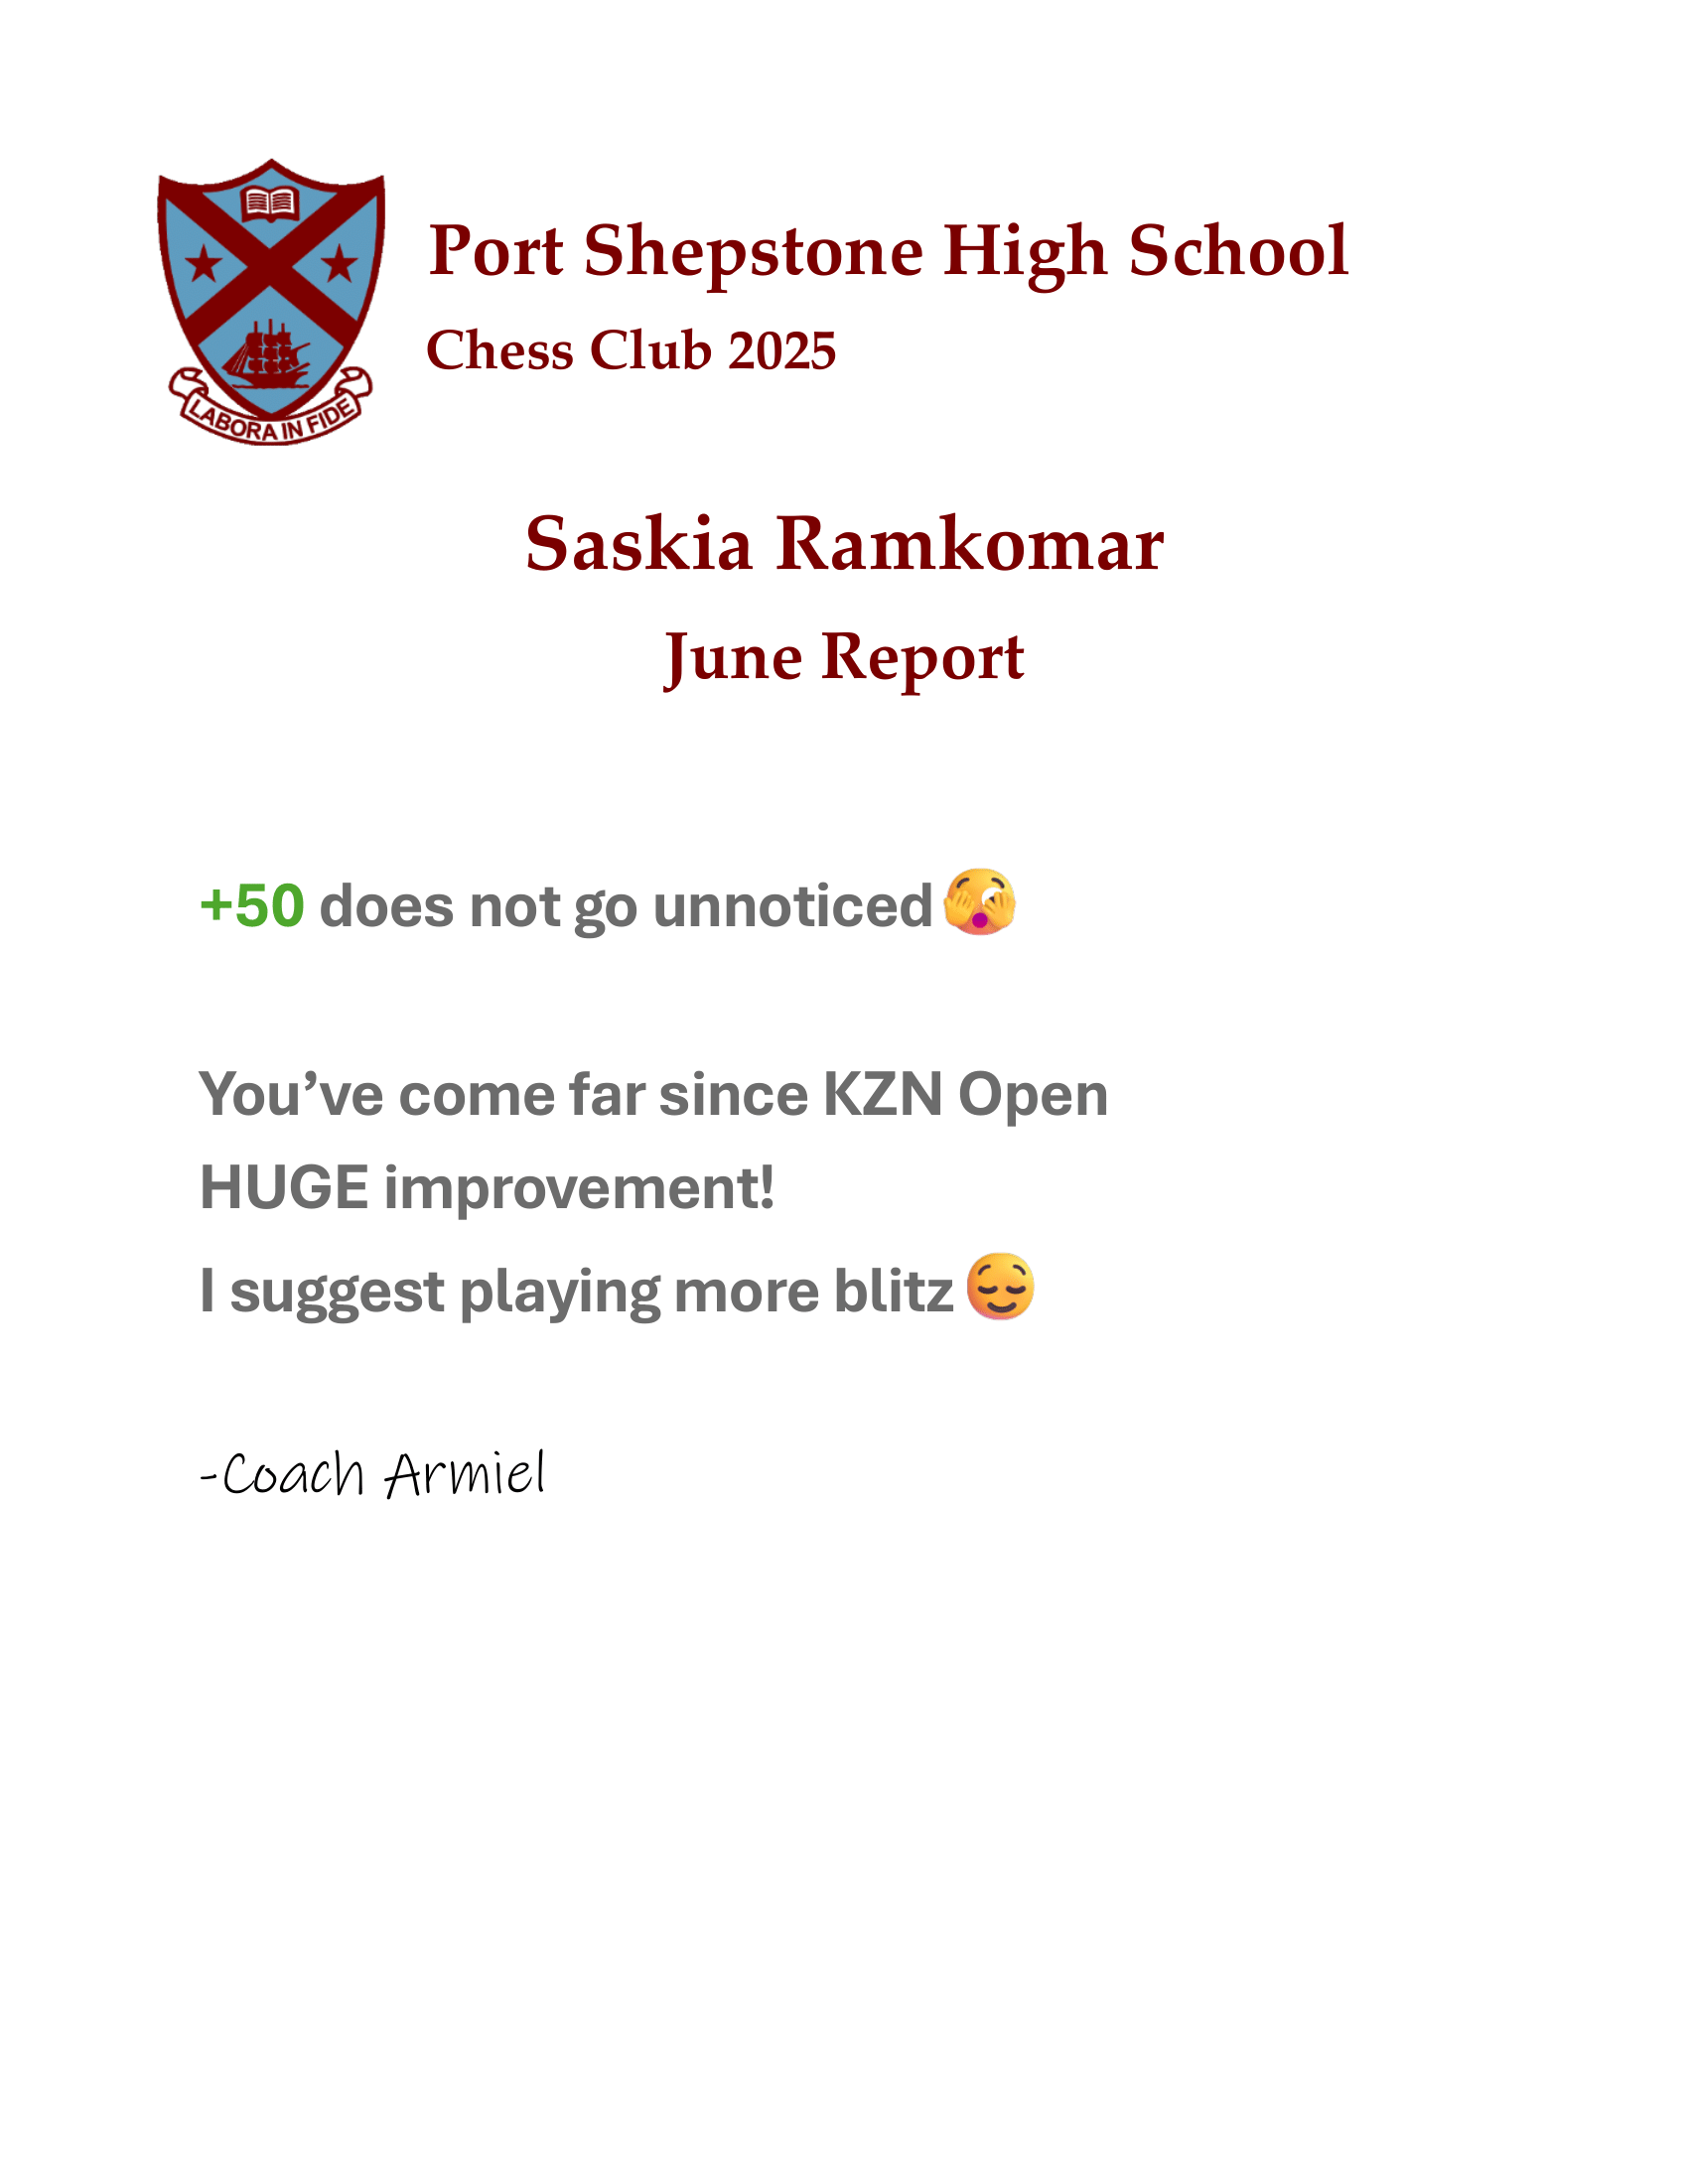 Port Shepstone High School
Chess Club 2025
LABORA IN FIDE
Saskia Ramkomar
June Report
+50 does not go unnoticed 🫣
You’ve come far since KZN Open
HUGE improvement!
I suggest playing more blitz 😌
-Coach Armiel